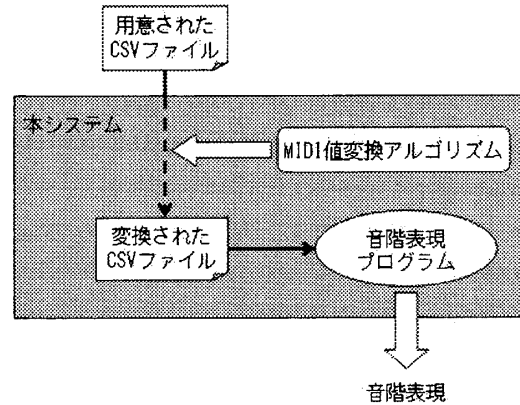 用意された
CSVファイル
本システム
MIDI値変換アルゴリズム
変換された
CSVファイル
音階表現
プログラム
音階表現